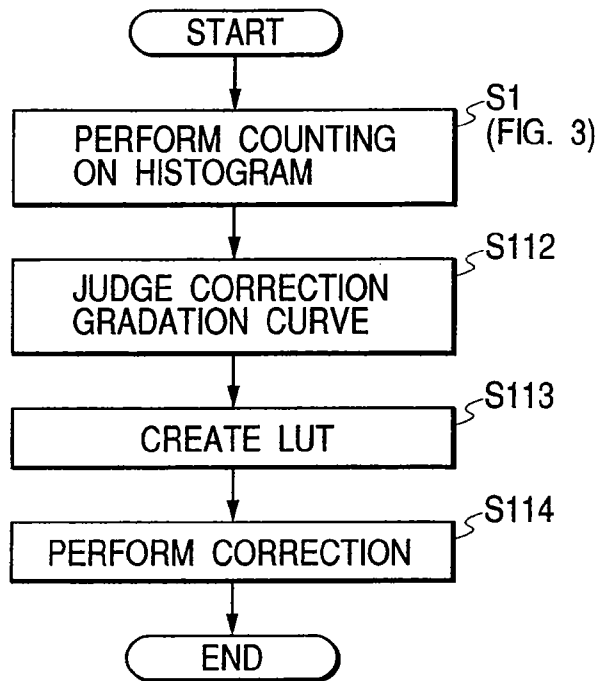 START
S1
(FIG. 3)
PERFORM COUNTING
ON HISTOGRAM
S112
JUDGE CORRECTION
GRADATION CURVE
S113
CREATE LUT
S114
PERFORM CORRECTION
END